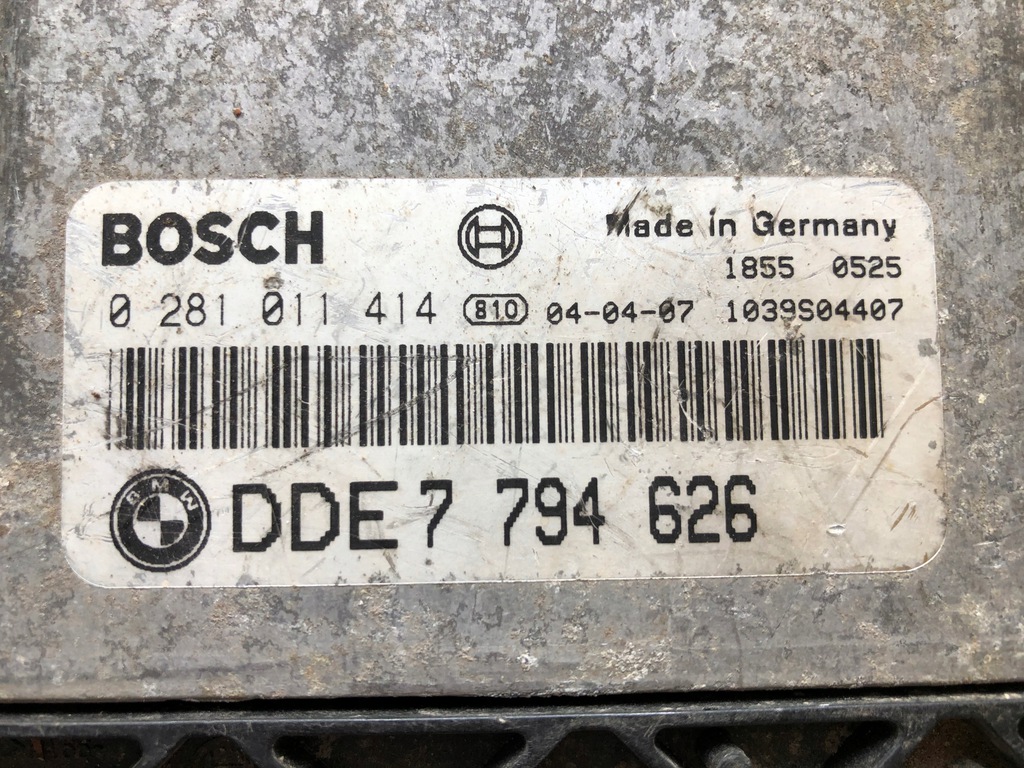 BOSCH
Made in Germany
1855 0525
0 281 011 414 810 04-04-07 1039S04407
BMW
DDE7 794 626